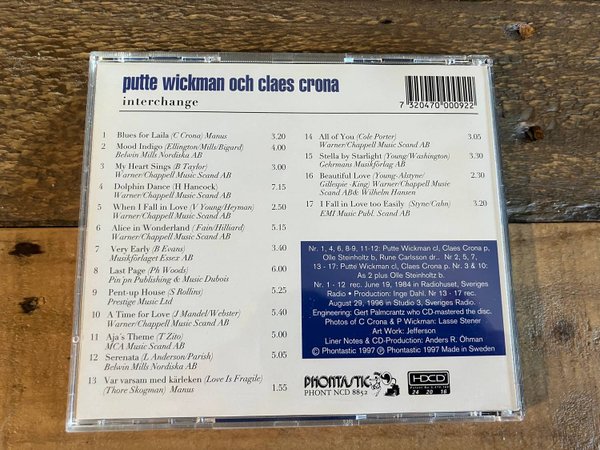 putte wickman och claes crona
interchange
7 320470 000922
1 Blues for Laila (C Crona) Manus 3.20
2 Mood Indigo (Ellington/Mills/Bigard) 4.00
Belwin Mills Nordiska AB
3 My Heart Sings (B Taylor) 3.00
Warner/Chappell Music Scand AB
4 Dolphin Dance (H Hancock) 7.15
Warner/Chappell Music Scand AB
5 When I Fall in Love (V Young/Heyman) 2.50
Warner/Chappell Music Scand AB
6 Alice in Wonderland ( Fain/Hilliard) 5.15
Warner/Chappell Music Scand AB
7 Very Early (B Evans) 3.40
Musikförlaget Essex AB
8 Last Page (Ph Woods) 6.00
Pin'pn Publishing & Music Dubois
9 Pent-up House (S Rollins) 5.25
Prestige Music Ltd
10 A Time for Love (J Mandel/Webster) 5.40
Warner/Chappell Music Scand AB
11 Aja's Theme (T Zito) 5.00
MCA Music Scand AB
12 Serenata (L Anderson/Parish) 5.05
Belwin Mills Nordiska AB
13 Var varsam med kärleken (Love Is Fragile)
(Thore Skogman) Manus 1.55
14 All of You (Cole Porter) 3.05
Warner/Chappell Music Scand AB
15 Stella by Starlight (Young/Washington) 3.30
Gehrmans Musikförlag AB
16 Beautiful Love (Young-Alstyne/ 2.30
Gillespie -King) Warner/Chappell Music
Scand AB& Wilhelm Hansen
17 I Fall in Love too Easily (Styne/Cahn) 3.20
EMI Music Publ. Scand AB
Nr. 1, 4, 6, 8-9, 11-12: Putte Wickman cl, Claes Crona p,
Olle Steinholtz b, Rune Carlsson dr.. Nr 2, 5, 7,
13 - 17: Putte Wickman cl, Claes Crona p. Nr. 3 & 10:
As 2 plus Olle Steinholtz b.
Nr. 1 - 12 rec. June 19, 1984 in Radiohuset, Sveriges
Radio • Production: Inge Dahl. Nr 13 - 17 rec.
August 29, 1996 in Studio 3, Sveriges Radio.
Engineering: Gert Palmcrantz who CD-mastered the disc.
Photos of C Crona & P Wickman: Lasse Stener
Art Work: Jefferson
Liner Notes & CD-Production: Anders R. Öhman
© Phontastic 1997 ℗ Phontastic 1997 Made in Sweden
PHONTASTIC
PHONT NCD 8852
HDCD
24 20 16